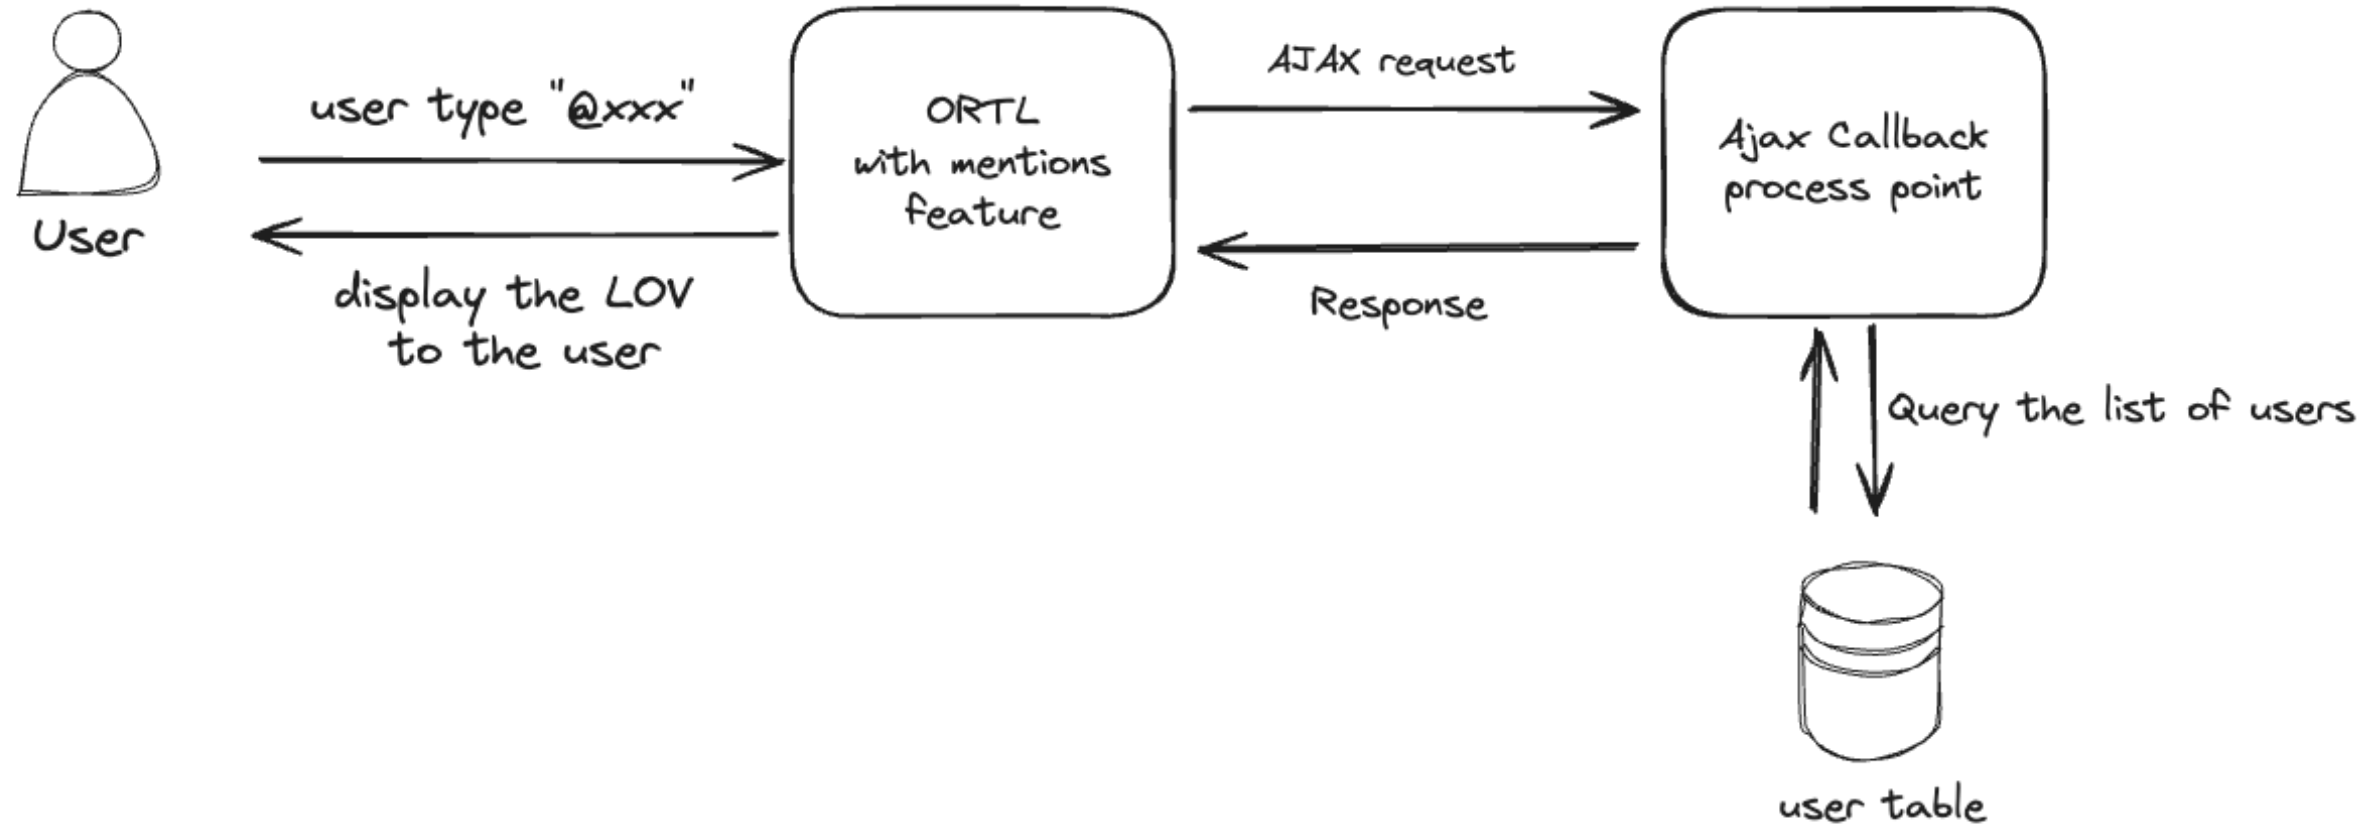 User
user type "@xxx"
display the LOV
to the user
ORTL
with mentions
feature
AJAX request
Response
Ajax Callback
process point
Query the list of users
user table